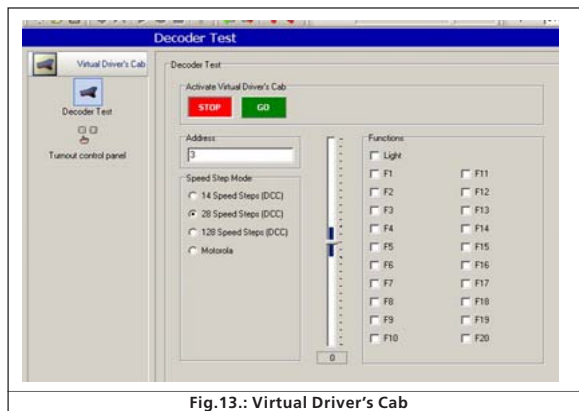 Decoder Test
Virtual Driver's Cab
Decoder Test
Turnout control panel
Decoder Test
Activate Virtual Driver's Cab
STOP
GO
Address
3
Speed Step Mode
14 Speed Steps (DCC)
28 Speed Steps (DCC)
128 Speed Steps (DCC)
Motorola
0
Functions
Light
F1 F11
F2 F12
F3 F13
F4 F14
F5 F15
F6 F16
F7 F17
F8 F18
F9 F19
F10 F20
Fig.13.: Virtual Driver's Cab